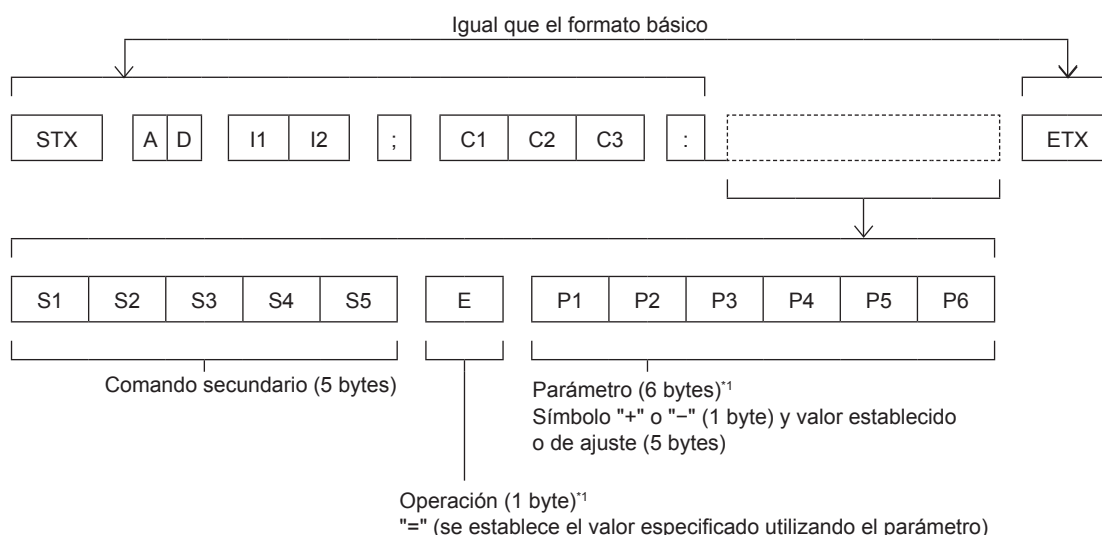 Igual que el formato básico
STX A D I1 I2 ; C1 C2 C3 : ETX
S1 S2 S3 S4 S5 E P1 P2 P3 P4 P5 P6
Comando secundario (5 bytes)
Parámetro (6 bytes)*1
Símbolo "+" o "−" (1 byte) y valor establecido
o de ajuste (5 bytes)
Operación (1 byte)*1
"=" (se establece el valor especificado utilizando el parámetro)